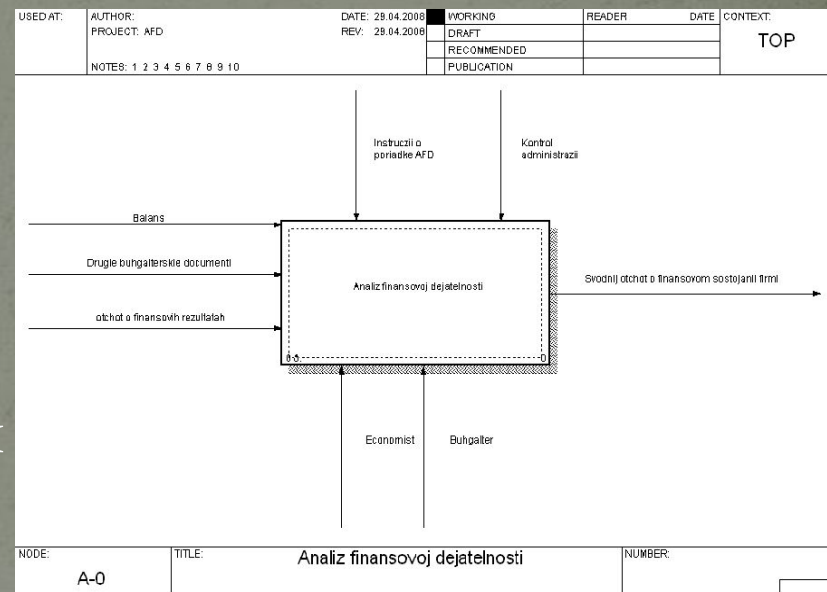 USED AT:
AUTHOR:
PROJECT: AFD
NOTES: 1 2 3 4 5 6 7 8 9 10
DATE: 29.04.2008
REV: 29.04.2008
WORKING
DRAFT
RECOMMENDED
PUBLICATION
READER DATE
CONTEXT:
TOP
Instruczii o
poriadke AFD
Kontrol
administrazii
Balans
Drugie buhgalterskie documenti
otchot o finansovih rezultatah
Analiz finansovoj dejatelnosti
Svodnij otchot o finansovom sostojanii firmi
0
Economist
Buhgalter
NODE:
A-0
TITLE:
Analiz finansovoj dejatelnosti
NUMBER: